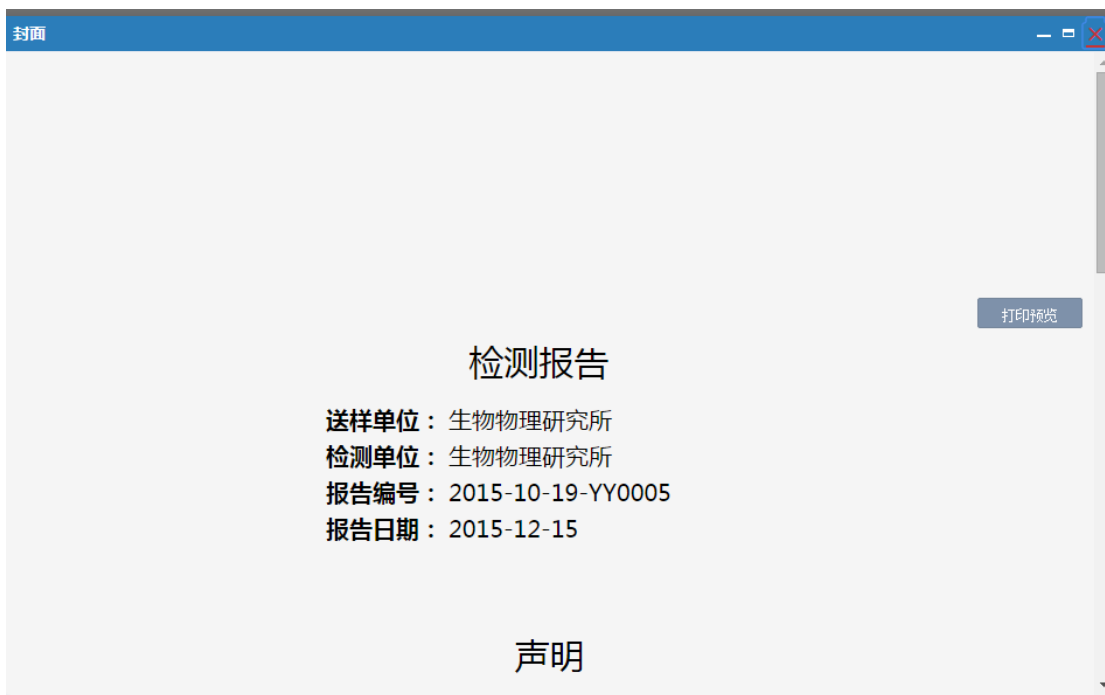 封面
打印预览
检测报告
送样单位：生物物理研究所
检测单位：生物物理研究所
报告编号：2015-10-19-YY0005
报告日期：2015-12-15
声明